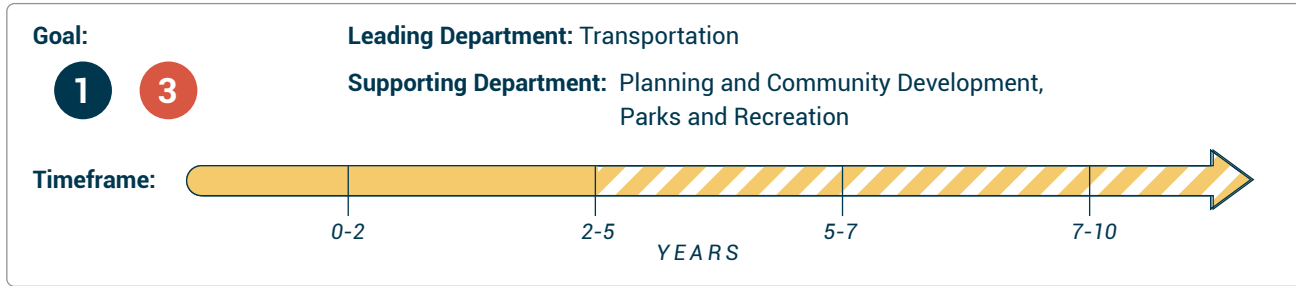 Goal:
Leading Department: Transportation
1 3
Supporting Department: Planning and Community Development,
Parks and Recreation
Timeframe:
0-2 2-5 5-7 7-10
YEARS